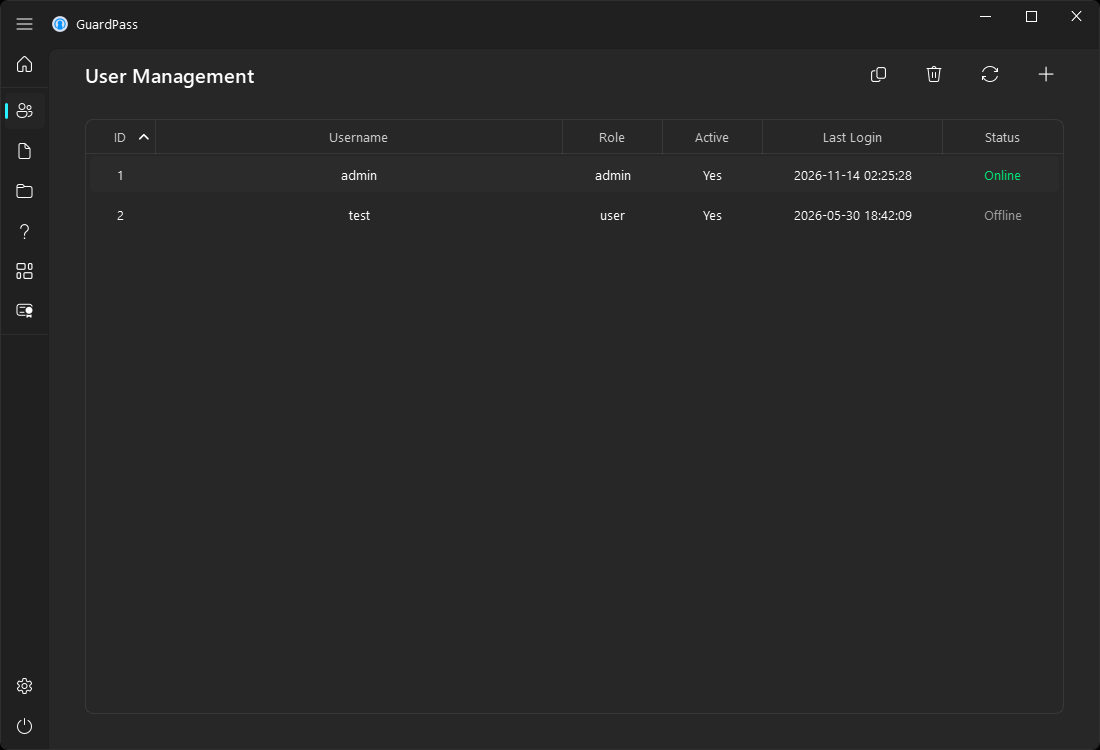 GuardPass
User Management
ID Username Role Active Last Login Status
1 admin admin Yes 2026-11-14 02:25:28 Online
2 test user Yes 2026-05-30 18:42:09 Offline